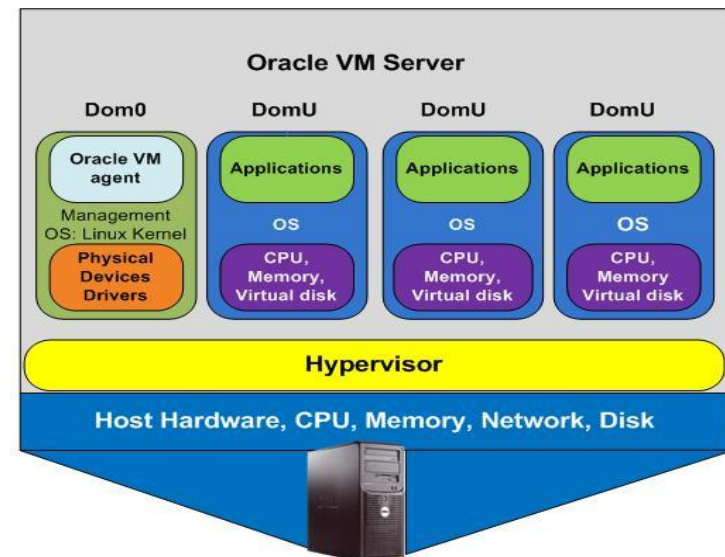 Oracle VM Server
Dom0 DomU DomU DomU
Oracle VM
agent
Management
OS: Linux Kernel
Physical
Devices
Drivers
Applications
OS
CPU,
Memory,
Virtual disk
Applications
OS
CPU,
Memory,
Virtual disk
Applications
OS
CPU,
Memory
Virtual disk
Hypervisor
Host Hardware, CPU, Memory, Network, Disk